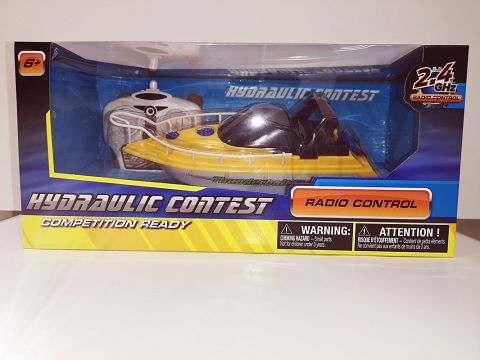 6+
HYDRAULIC CONTEST
2.4
GHz
RADIO CONTROL
HYDRAULIC CONTEST
COMPETITION READY
RADIO CONTROL
WARNING:
CHOKING HAZARD – Small parts
Not for children under 3 years.
ATTENTION !
RISQUE D'ÉTOUFFEMENT – Contient de petits éléments
Ne convient pas aux enfants de moins de 3 ans.